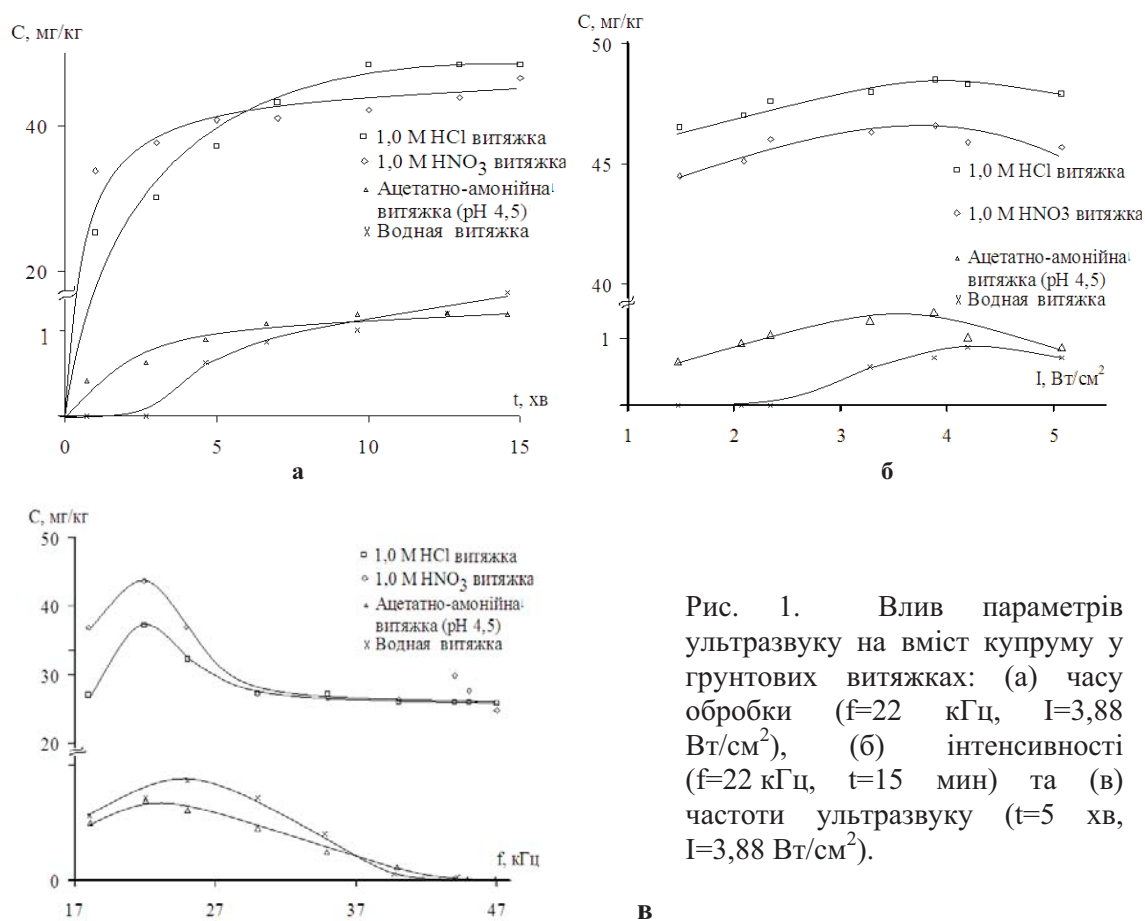 С, мг/кг
40
20
1
0
5
10
15
t, хв
□ 1,0 М HCl витяжка
◇ 1,0 М HNO3 витяжка
△ Ацетатно-амонійна
витяжка (pH 4,5)
× Водная витяжка
а
С, мг/кг
50
45
40
1
1
2
3
4
5
I, Вт/см²
□ 1,0 М HCl витяжка
◇ 1,0 М HNO3 витяжка
△ Ацетатно-амонійна
витяжка (pH 4,5)
× Водная витяжка
б
С, мг/кг
50
40
30
20
0
17
27
37
47
f, кГц
□ 1,0 М HCl витяжка
◇ 1,0 М HNO3 витяжка
△ Ацетатно-амонійна
витяжка (pH 4,5)
× Водная витяжка
в
Рис. 1. Влив параметрів
ультразвуку на вміст купруму у
грунтових витяжках: (а) часу
обробки (f=22 кГц, I=3,88
Вт/см²), (б) інтенсивності
(f=22 кГц, t=15 мин) та (в)
частоти ультразвуку (t=5 хв,
I=3,88 Вт/см²).